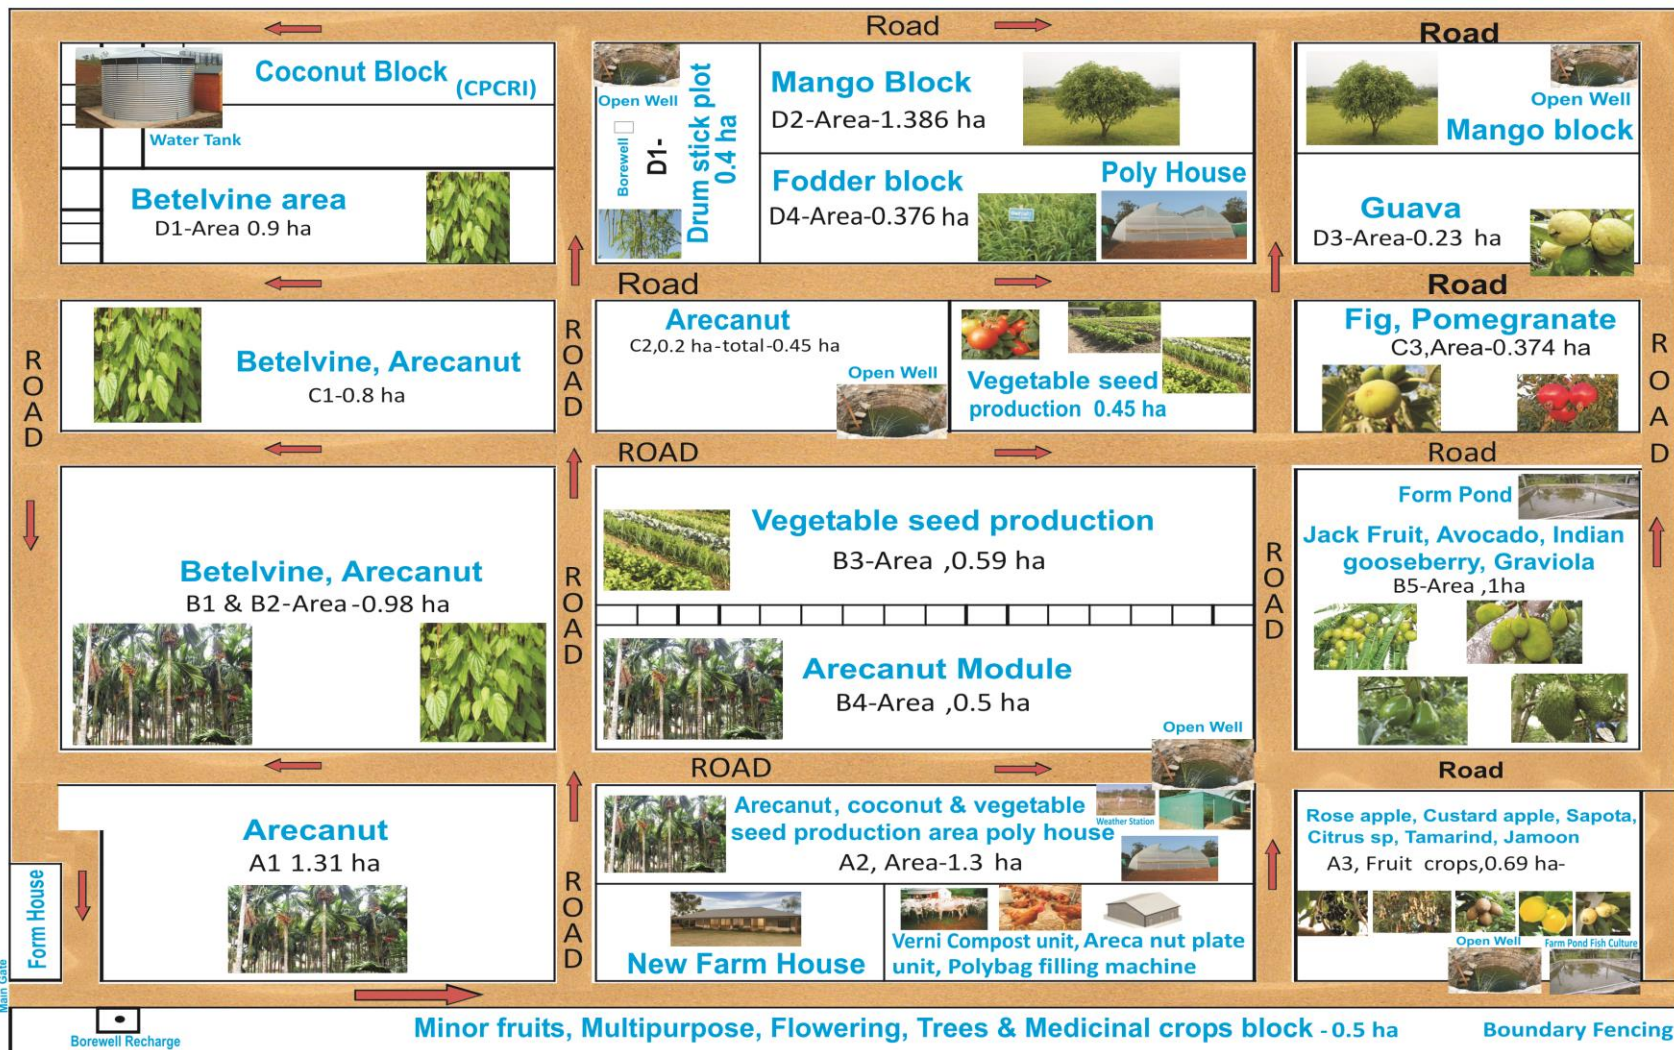 Road
Road
Coconut Block
(CPCRI)
Water Tank
Betelvine area
D1-Area 0.9 ha
Open Well
Borewell
D1-
Drum stick plot
0.4 ha
Mango Block
D2-Area-1.386 ha
Fodder block
D4-Area-0.376 ha
Poly House
Open Well
Mango block
Guava
D3-Area-0.23 ha
Road
Road
ROAD
Betelvine, Arecanut
C1-0.8 ha
ROAD
Arecanut
C2,0.2 ha-total-0.45 ha
Open Well
Vegetable seed
production 0.45 ha
Fig, Pomegranate
C3,Area-0.374 ha
ROAD
ROAD
Road
Betelvine, Arecanut
B1 & B2-Area-0.98 ha
ROAD
Vegetable seed production
B3-Area ,0.59 ha
Arecanut Module
B4-Area ,0.5 ha
Open Well
ROAD
Form Pond
Jack Fruit, Avocado, Indian
gooseberry, Graviola
B5-Area ,1ha
ROAD
Road
Arecanut
A1 1.31 ha
Form House
Main Gate
ROAD
Arecanut, coconut & vegetable
seed production area poly house
A2, Area-1.3 ha
Weather Station
New Farm House
Verni Compost unit, Areca nut plate
unit, Polybag filling machine
Rose apple, Custard apple, Sapota,
Citrus sp, Tamarind, Jamoon
A3, Fruit crops,0.69 ha-
Open Well
Farm Pond Fish Culture
Borewell Recharge
Minor fruits, Multipurpose, Flowering, Trees & Medicinal crops block - 0.5 ha
Boundary Fencing